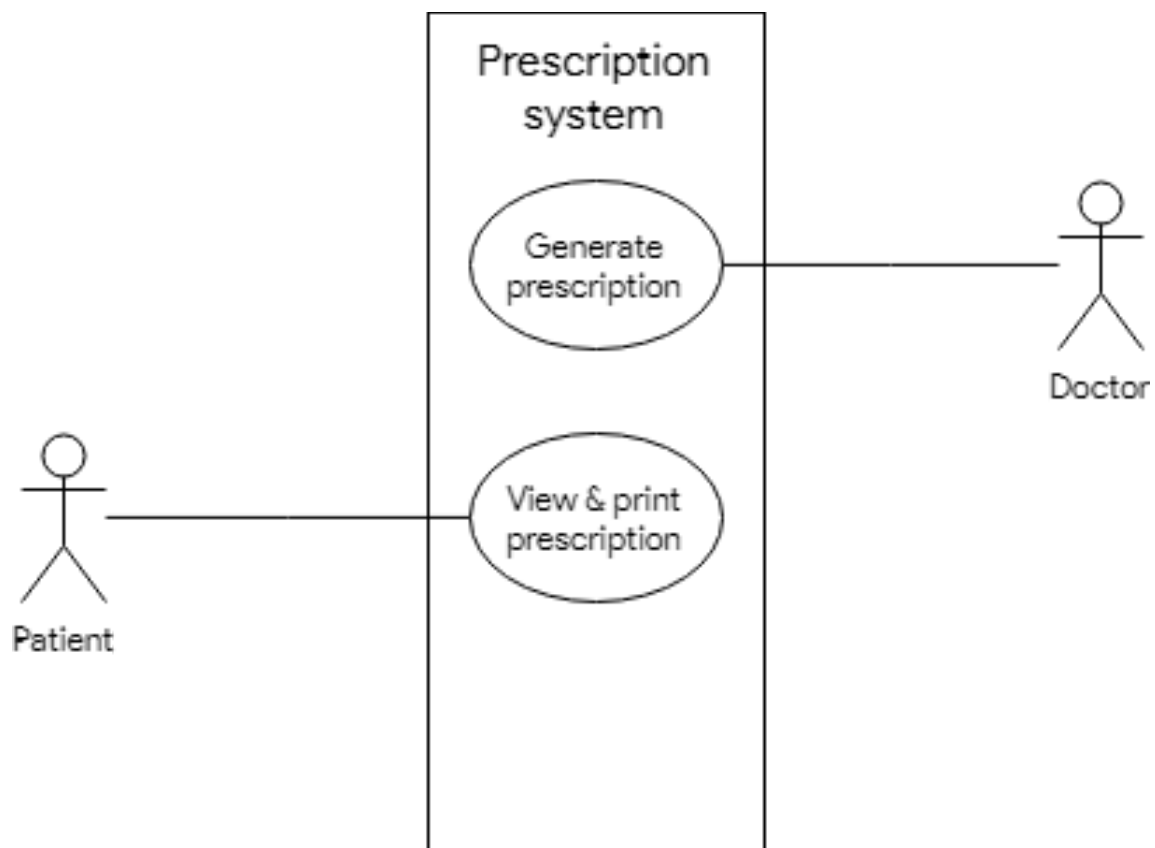 Prescription
system
Generate
prescription
Doctor
View & print
prescription
Patient